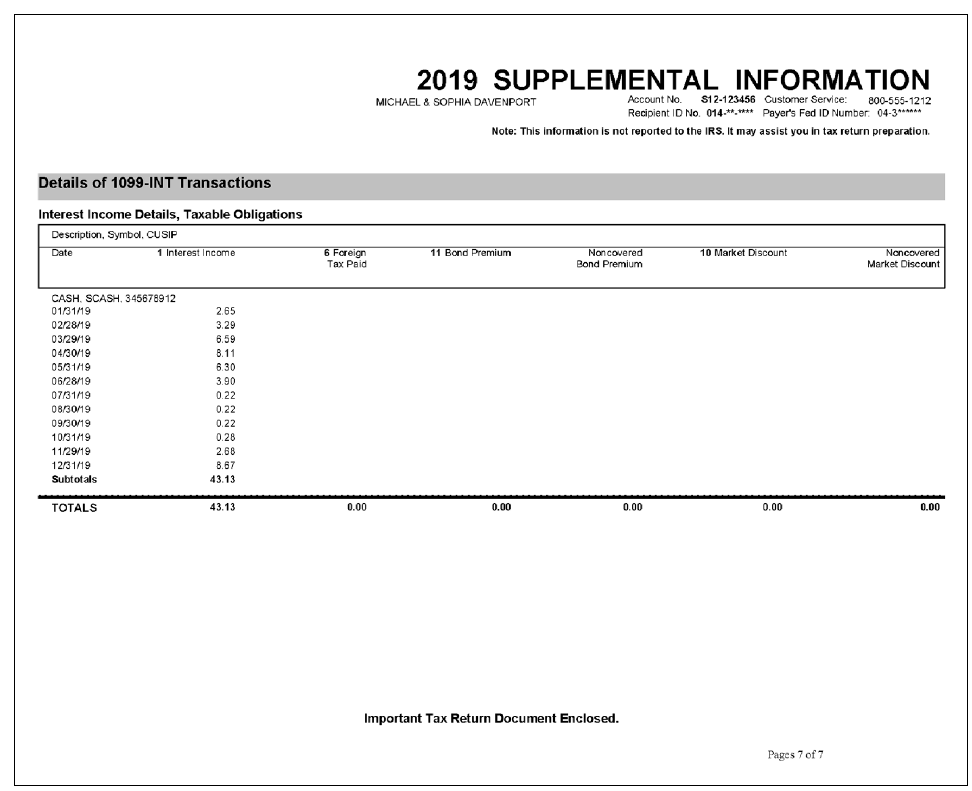 2019 SUPPLEMENTAL INFORMATION
MICHAEL & SOPHIA DAVENPORT Account No. S12-123456 Customer Service: 800-555-1212
Recipient ID No. 014-**-**** Payer's Fed ID Number: 04-3******
Note: This information is not reported to the IRS. It may assist you in tax return preparation.
Details of 1099-INT Transactions
Interest Income Details, Taxable Obligations
Description, Symbol, CUSIP
Date 1 Interest Income 6 Foreign 11 Bond Premium Noncovered 10 Market Discount Noncovered
Tax Paid Bond Premium Market Discount
CASH, SCASH, 345678912
01/31/19 2.65
02/28/19 3.29
03/29/19 6.59
04/30/19 8.11
05/31/19 6.30
06/28/19 3.90
07/31/19 0.22
08/30/19 0.22
09/30/19 0.22
10/31/19 0.28
11/29/19 2.68
12/31/19 8.67
Subtotals 43.13
TOTALS 43.13 0.00 0.00 0.00 0.00 0.00
Important Tax Return Document Enclosed.
Pages 7 of 7